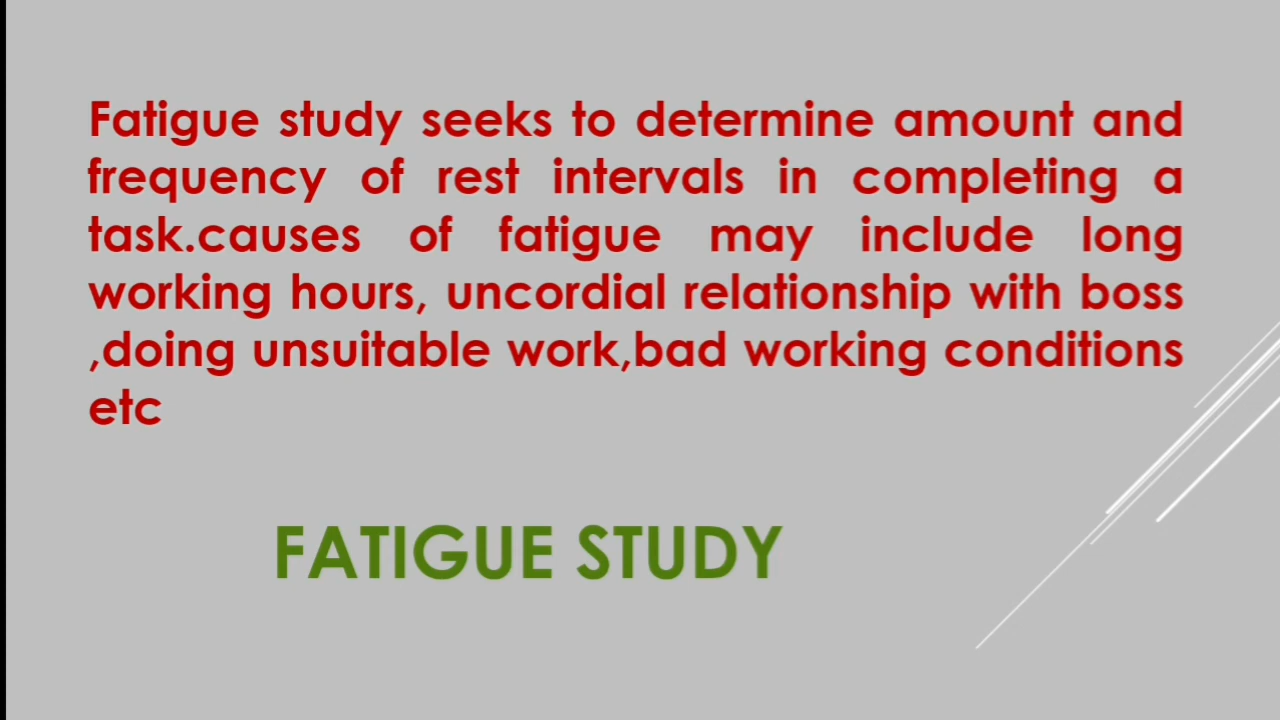 Fatigue study seeks to determine amount and
frequency of rest intervals in completing a
task.causes of fatigue may include long
working hours, uncordial relationship with boss
,doing unsuitable work,bad working conditions
etc
FATIGUE STUDY